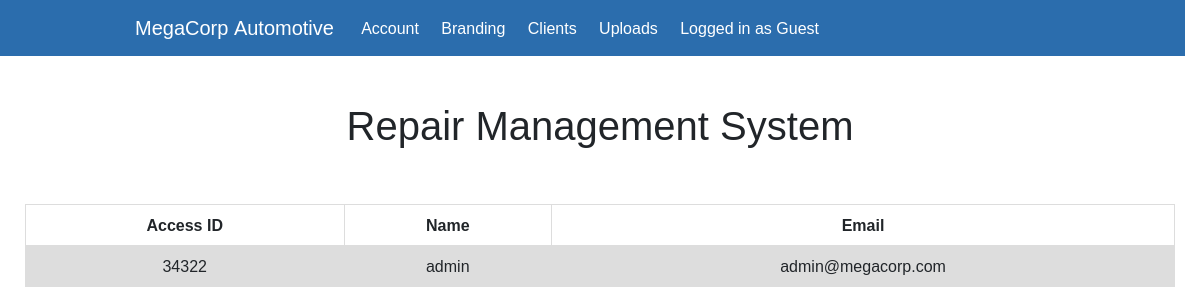 MegaCorp Automotive Account Branding Clients Uploads Logged in as Guest
Repair Management System
Access ID Name Email
34322 admin admin@megacorp.com